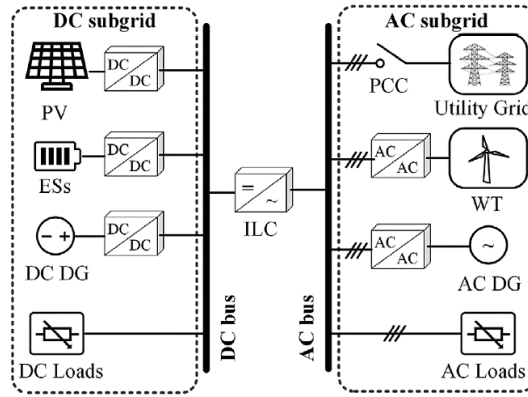 DC subgrid
DC
DC
PV
DC
DC
ESs
DC
DC
DC DG
DC Loads
DC bus
=
~
ILC
AC bus
AC subgrid
PCC
Utility Grid
AC
AC
WT
AC
AC
~
AC DG
AC Loads